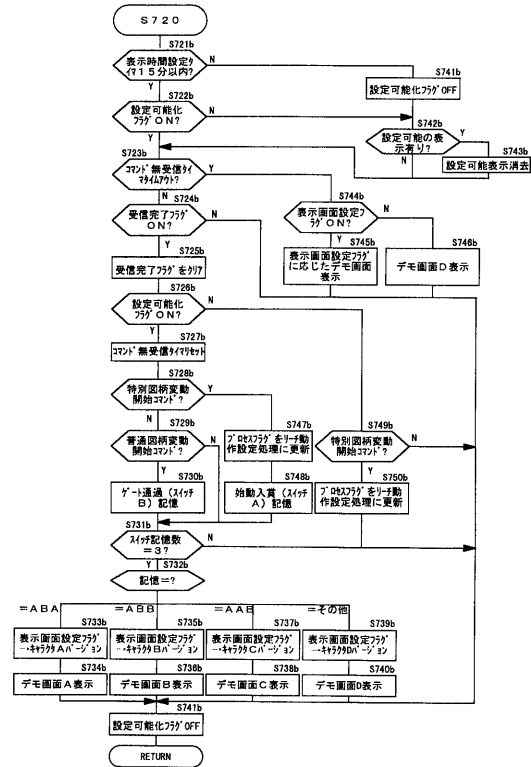 S720
S721b
表示時間設定ﾀ
ｲﾏ15分以内?
N
Y
S722b
設定可能化
ﾌﾗｸﾞON?
N
Y
S741b
設定可能化ﾌﾗｸﾞOFF
S742b
設定可能の表
示有り?
Y
N
S743b
設定可能表示消去
S723b
ｺﾏﾝﾄﾞ無受信ﾀｲ
ﾏﾀｲﾑｱｳﾄ?
Y
N
S724b
受信完了ﾌﾗｸﾞ
ON?
N
Y
S744b
表示画面設定ﾌ
ﾗｸﾞON?
N
Y
S745b
表示画面設定ﾌﾗｸﾞ
に応じたデモ画面
表示
S746b
デモ画面D表示
S725b
受信完了ﾌﾗｸﾞをｸﾘｱ
S726b
設定可能化
ﾌﾗｸﾞON?
N
Y
S727b
ｺﾏﾝﾄﾞ無受信ﾀｲﾏﾘｾｯﾄ
S728b
特別図柄変動
開始ｺﾏﾝﾄﾞ?
Y
N
S729b
普通図柄変動
開始ｺﾏﾝﾄﾞ?
N
Y
S730b
ゲート通過(スイッチ
B)記憶
S747b
ﾌﾟﾛｾｽﾌﾗｸﾞをﾘｰﾁ動
作設定処理に更新
S748b
始動入賞(スイッチ
A)記憶
S749b
特別図柄変動
開始ｺﾏﾝﾄﾞ?
N
Y
S750b
ﾌﾟﾛｾｽﾌﾗｸﾞをﾘｰﾁ動
作設定処理に更新
S731b
ｽｲｯﾁ記憶数
=3?
N
Y
S732b
記憶=?
=ABA
=ABB
=AAB
=その他
S733b
表示画面設定ﾌﾗｸﾞ
←ｷｬﾗｸﾀAﾊﾞｰｼﾞｮﾝ
S735b
表示画面設定ﾌﾗｸﾞ
←ｷｬﾗｸﾀBﾊﾞｰｼﾞｮﾝ
S737b
表示画面設定ﾌﾗｸﾞ
←ｷｬﾗｸﾀCﾊﾞｰｼﾞｮﾝ
S739b
表示画面設定ﾌﾗｸﾞ
←ｷｬﾗｸﾀDﾊﾞｰｼﾞｮﾝ
S734b
デモ画面A表示
S736b
デモ画面B表示
S738b
デモ画面C表示
S740b
デモ画面D表示
S741b
設定可能化ﾌﾗｸﾞOFF
RETURN